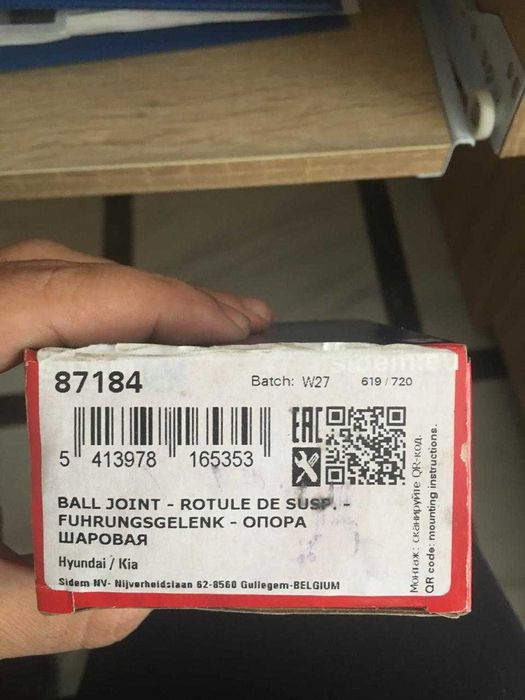 87184
Batch: W27
619 / 720
EAC
5 413978 165353
BALL JOINT - ROTULE DE SUSP. -
FUHRUNGSGELENK - ОПОРА
ШАРОВАЯ
Hyundai / Kia
Sidem NV- Nijverheidslaan 62-8560 Gullegem-BELGIUM
Монтаж: сканируйте QR-код.
QR code: mounting instructions.